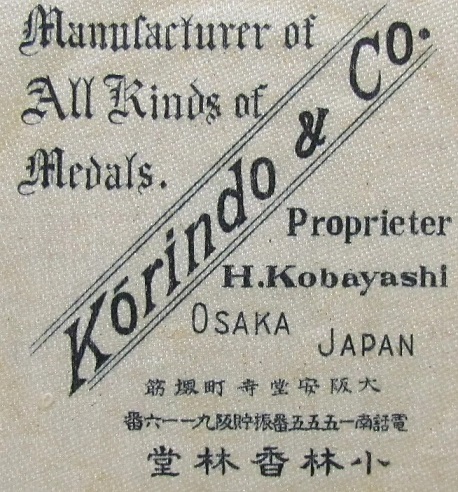 Manufacturer of
All Kinds of
Medals.
Kōrindo & Co.
Proprieter
H. Kobayashi
OSAKA
JAPAN
大阪安堂寺町堺筋
電話南一五五五番振貯阪九一一六番
小林香林堂